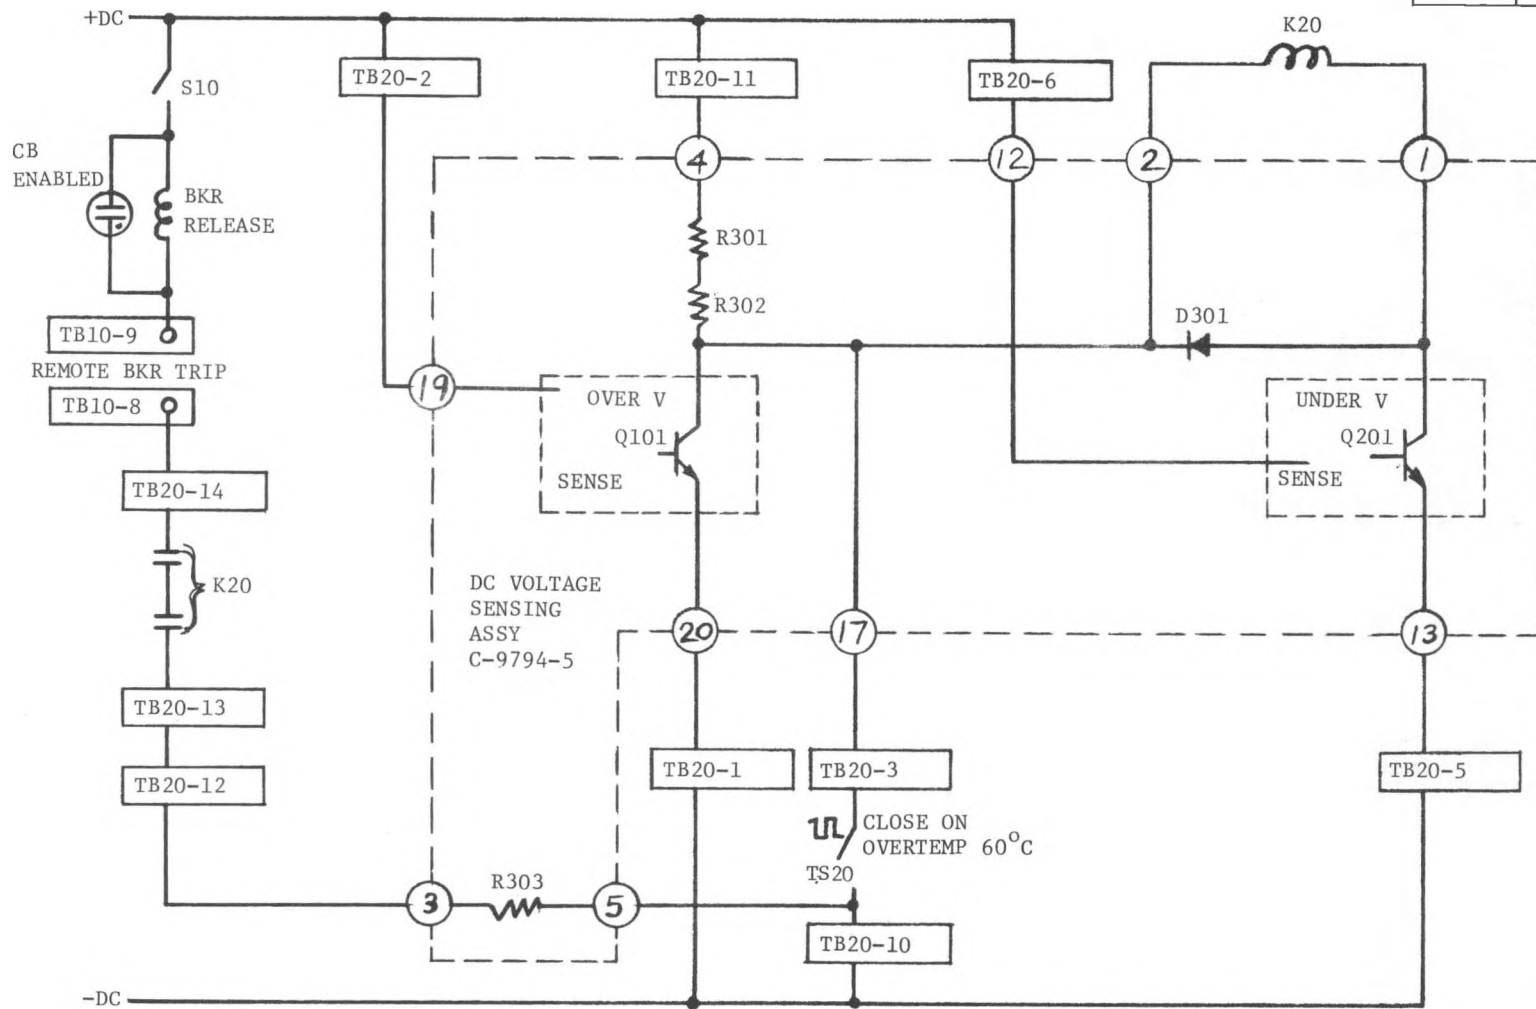 +DC
K20
TB20-2
TB20-11
TB20-6
S10
4
12
2
1
CB
ENABLED
BKR
RELEASE
R301
R302
D301
TB10-9
REMOTE BKR TRIP
TB10-8
19
OVER V
Q101
SENSE
UNDER V
Q201
SENSE
TB20-14
K20
DC VOLTAGE
SENSING
ASSY
C-9794-5
20
17
13
TB20-13
TB20-12
TB20-1
TB20-3
TB20-5
CLOSE ON
OVERTEMP 60°C
TS20
R303
3
5
TB20-10
-DC